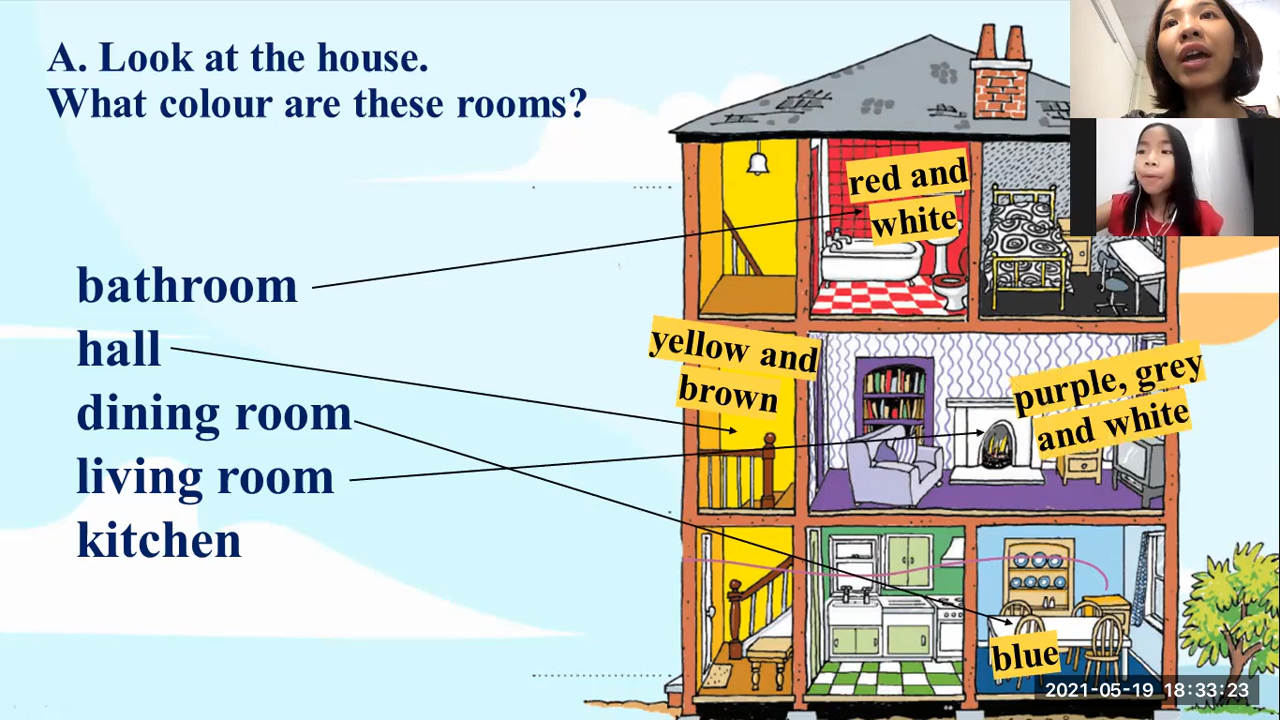 A. Look at the house.
What colour are these rooms?
bathroom
hall
dining room
living room
kitchen
red and
white
yellow and
brown
purple, grey
and white
blue
2021-05-19 18:33:23